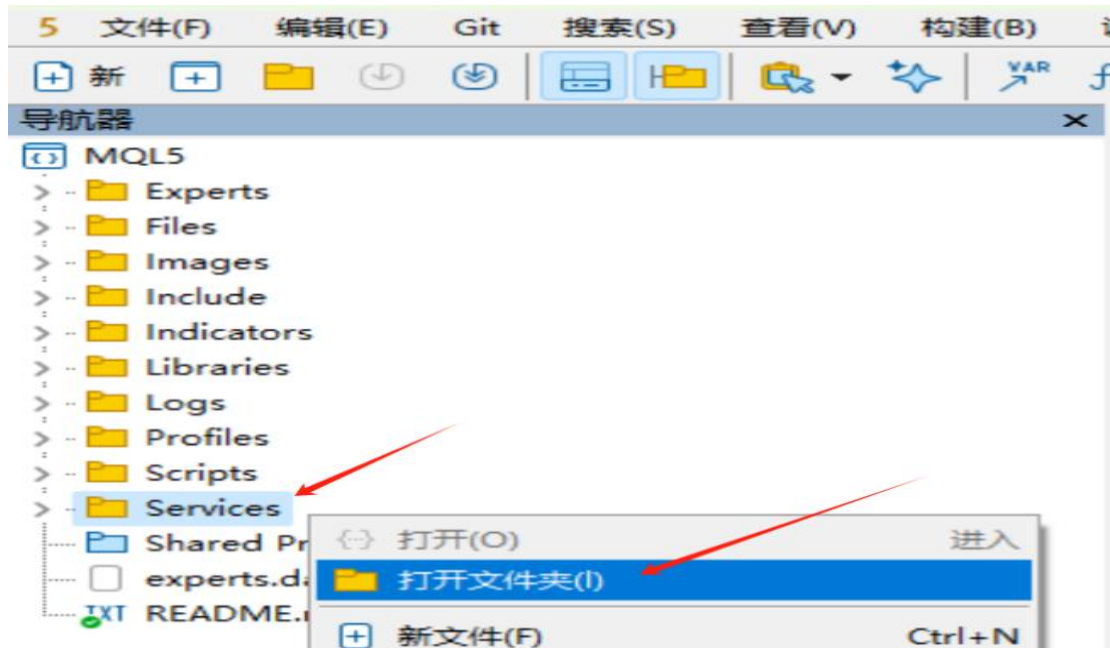 5 文件(F) 编辑(E) Git 搜索(S) 查看(V) 构建(B)
新 VAR
导航器
MQL5
Experts
Files
Images
Include
Indicators
Libraries
Logs
Profiles
Scripts
Services
Shared Pr
打开(O) 进入
experts.da
打开文件夹(I)
TXT README.
新文件(F) Ctrl+N